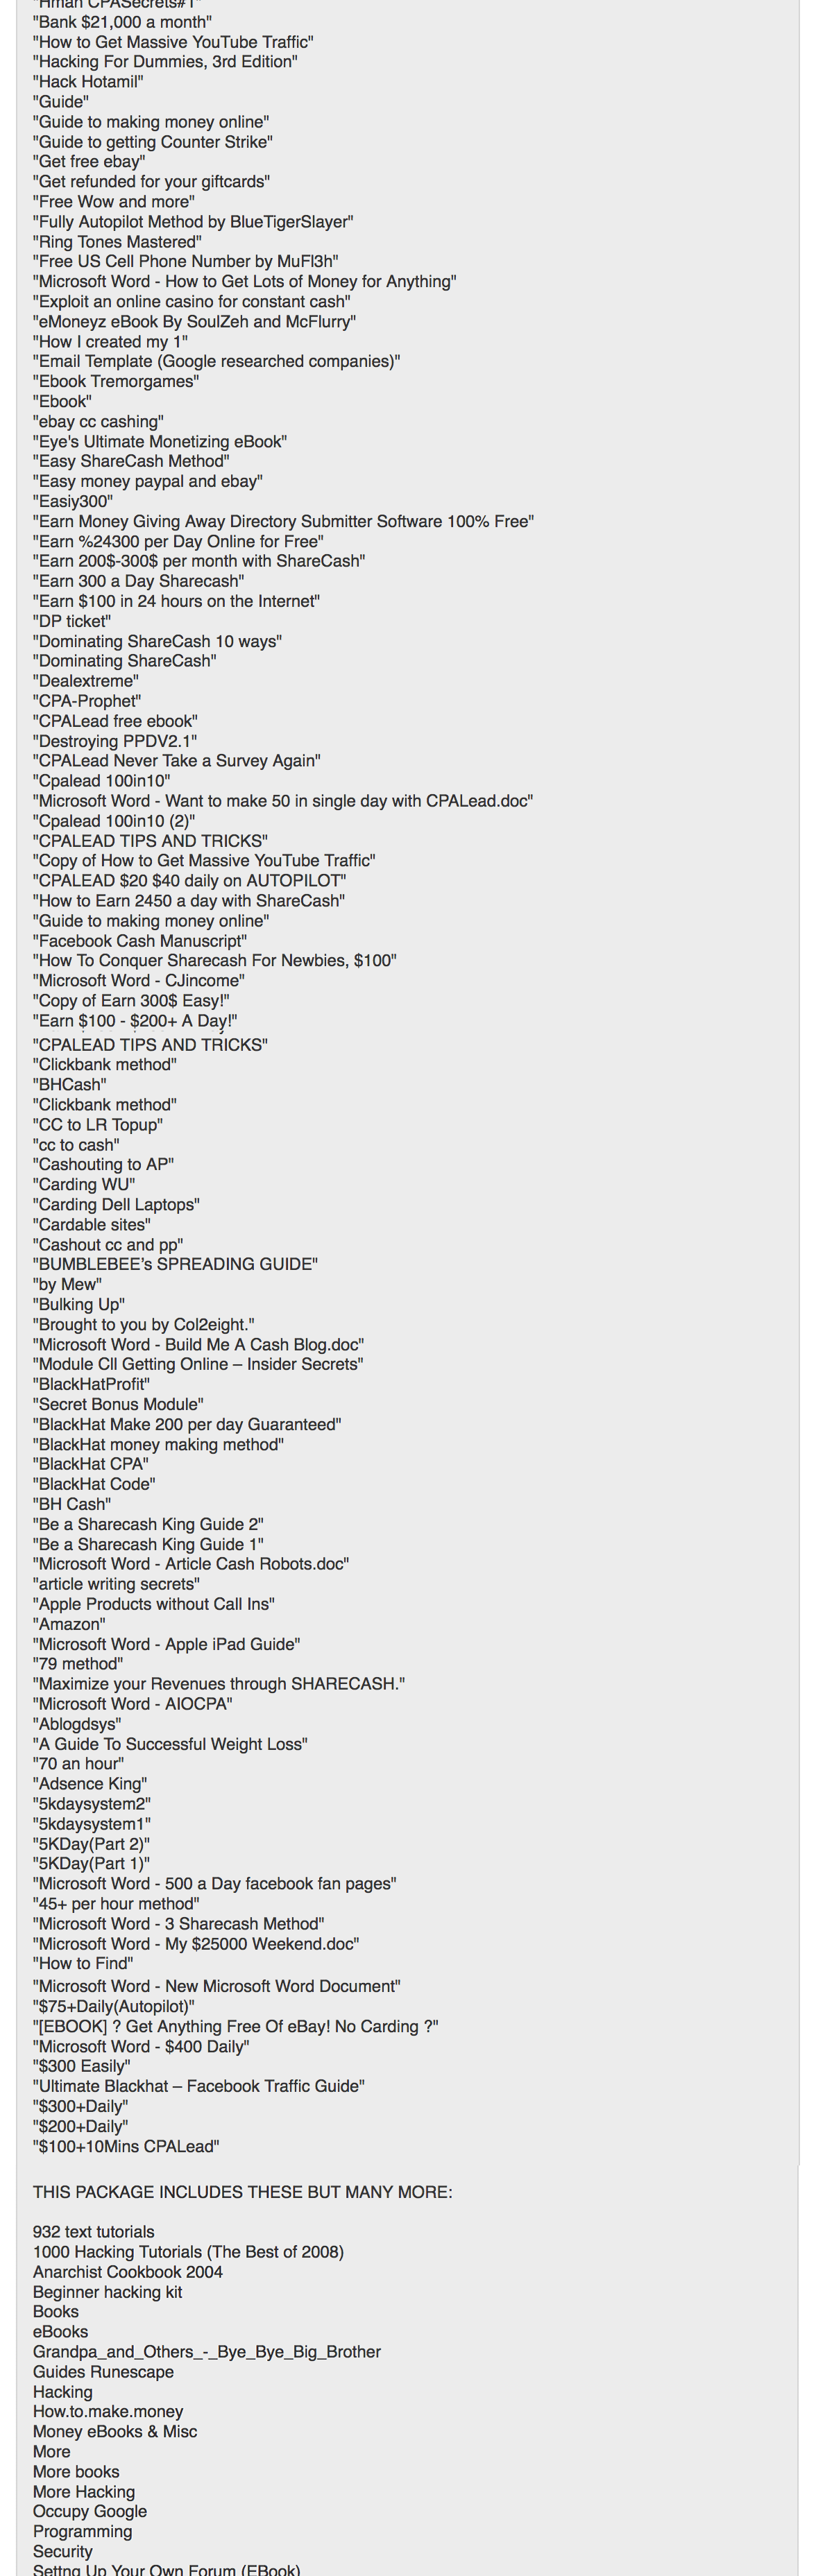 "Hman CPASecrets#1"
"Bank $21,000 a month"
"How to Get Massive YouTube Traffic"
"Hacking For Dummies, 3rd Edition"
"Hack Hotamil"
"Guide"
"Guide to making money online"
"Guide to getting Counter Strike"
"Get free ebay"
"Get refunded for your giftcards"
"Free Wow and more"
"Fully Autopilot Method by BlueTigerSlayer"
"Ring Tones Mastered"
"Free US Cell Phone Number by MuFl3h"
"Microsoft Word - How to Get Lots of Money for Anything"
"Exploit an online casino for constant cash"
"eMoneyz eBook By SoulZeh and McFlurry"
"How I created my 1"
"Email Template (Google researched companies)"
"Ebook Tremorgames"
"Ebook"
"ebay cc cashing"
"Eye's Ultimate Monetizing eBook"
"Easy ShareCash Method"
"Easy money paypal and ebay"
"Easiy300"
"Earn Money Giving Away Directory Submitter Software 100% Free"
"Earn %24300 per Day Online for Free"
"Earn 200$-300$ per month with ShareCash"
"Earn 300 a Day Sharecash"
"Earn $100 in 24 hours on the Internet"
"DP ticket"
"Dominating ShareCash 10 ways"
"Dominating ShareCash"
"Dealextreme"
"CPA-Prophet"
"CPALead free ebook"
"Destroying PPDV2.1"
"CPALead Never Take a Survey Again"
"Cpalead 100in10"
"Microsoft Word - Want to make 50 in single day with CPALead.doc"
"Cpalead 100in10 (2)"
"CPALEAD TIPS AND TRICKS"
"Copy of How to Get Massive YouTube Traffic"
"CPALEAD $20 $40 daily on AUTOPILOT"
"How to Earn 2450 a day with ShareCash"
"Guide to making money online"
"Facebook Cash Manuscript"
"How To Conquer Sharecash For Newbies, $100"
"Microsoft Word - CJincome"
"Copy of Earn 300$ Easy!"
"Earn $100 - $200+ A Day!"
"CPALEAD TIPS AND TRICKS"
"Clickbank method"
"BHCash"
"Clickbank method"
"CC to LR Topup"
"cc to cash"
"Cashouting to AP"
"Carding WU"
"Carding Dell Laptops"
"Cardable sites"
"Cashout cc and pp"
"BUMBLEBEE’s SPREADING GUIDE"
"by Mew"
"Bulking Up"
"Brought to you by Col2eight."
"Microsoft Word - Build Me A Cash Blog.doc"
"Module CII Getting Online – Insider Secrets"
"BlackHatProfit"
"Secret Bonus Module"
"BlackHat Make 200 per day Guaranteed"
"BlackHat money making method"
"BlackHat CPA"
"BlackHat Code"
"BH Cash"
"Be a Sharecash King Guide 2"
"Be a Sharecash King Guide 1"
"Microsoft Word - Article Cash Robots.doc"
"article writing secrets"
"Apple Products without Call Ins"
"Amazon"
"Microsoft Word - Apple iPad Guide"
"79 method"
"Maximize your Revenues through SHARECASH."
"Microsoft Word - AIOCPA"
"Ablogdsys"
"A Guide To Successful Weight Loss"
"70 an hour"
"Adsence King"
"5kdaysystem2"
"5kdaysystem1"
"5KDay(Part 2)"
"5KDay(Part 1)"
"Microsoft Word - 500 a Day facebook fan pages"
"45+ per hour method"
"Microsoft Word - 3 Sharecash Method"
"Microsoft Word - My $25000 Weekend.doc"
"How to Find"
"Microsoft Word - New Microsoft Word Document"
"$75+Daily(Autopilot)"
"[EBOOK] ? Get Anything Free Of eBay! No Carding ?"
"Microsoft Word - $400 Daily"
"$300 Easily"
"Ultimate Blackhat – Facebook Traffic Guide"
"$300+Daily"
"$200+Daily"
"$100+10Mins CPALead"
THIS PACKAGE INCLUDES THESE BUT MANY MORE:
932 text tutorials
1000 Hacking Tutorials (The Best of 2008)
Anarchist Cookbook 2004
Beginner hacking kit
Books
eBooks
Grandpa_and_Others_-_Bye_Bye_Big_Brother
Guides Runescape
Hacking
How.to.make.money
Money eBooks & Misc
More
More books
More Hacking
Occupy Google
Programming
Security
Settng Up Your Own Forum (EBook)